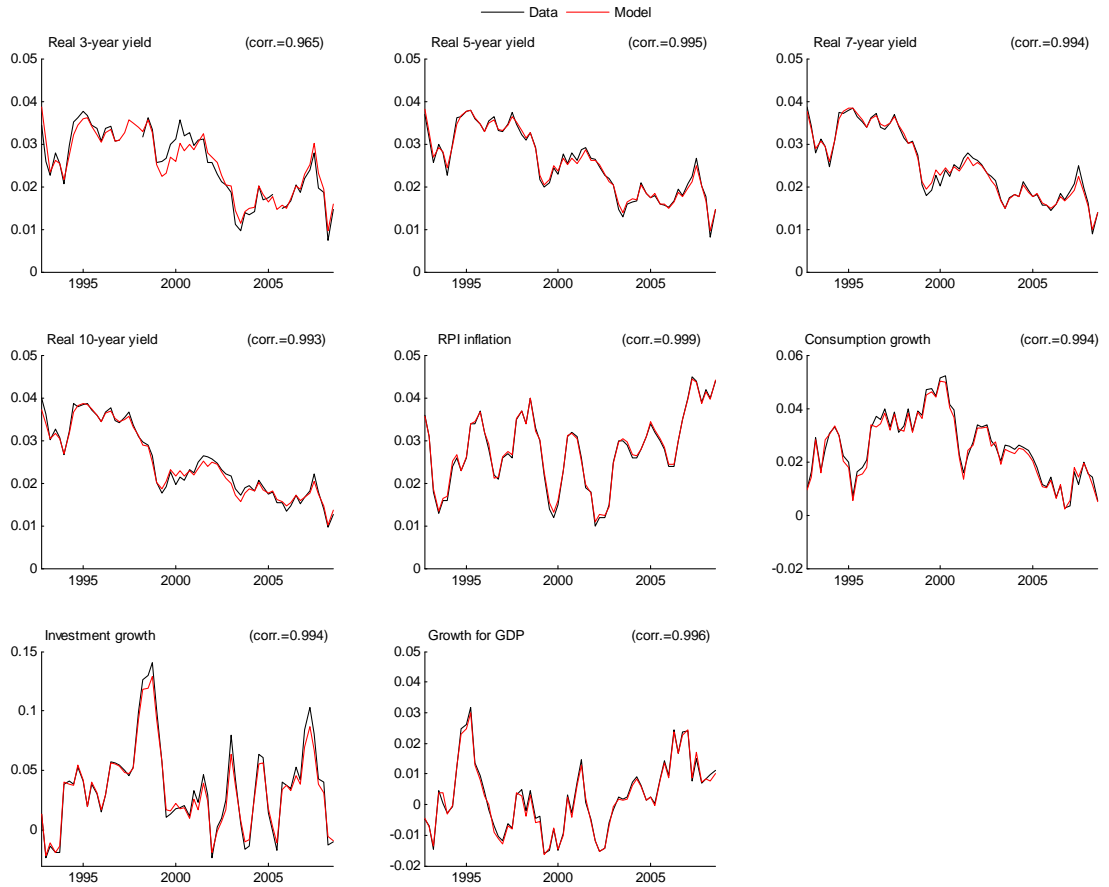 Data Model
Real 3-year yield (corr.=0.965)
Real 5-year yield (corr.=0.995)
Real 7-year yield (corr.=0.994)
0.05
0.04
0.03
0.02
0.01
0
1995 2000 2005
0.05
0.04
0.03
0.02
0.01
0
1995 2000 2005
0.05
0.04
0.03
0.02
0.01
0
1995 2000 2005
Real 10-year yield (corr.=0.993)
RPI inflation (corr.=0.999)
Consumption growth (corr.=0.994)
0.05
0.04
0.03
0.02
0.01
0
1995 2000 2005
0.05
0.04
0.03
0.02
0.01
0
1995 2000 2005
0.06
0.04
0.02
0
-0.02
1995 2000 2005
Investment growth (corr.=0.994)
Growth for GDP (corr.=0.996)
0.15
0.1
0.05
0
1995 2000 2005
0.05
0.04
0.03
0.02
0.01
0
-0.01
-0.02
1995 2000 2005